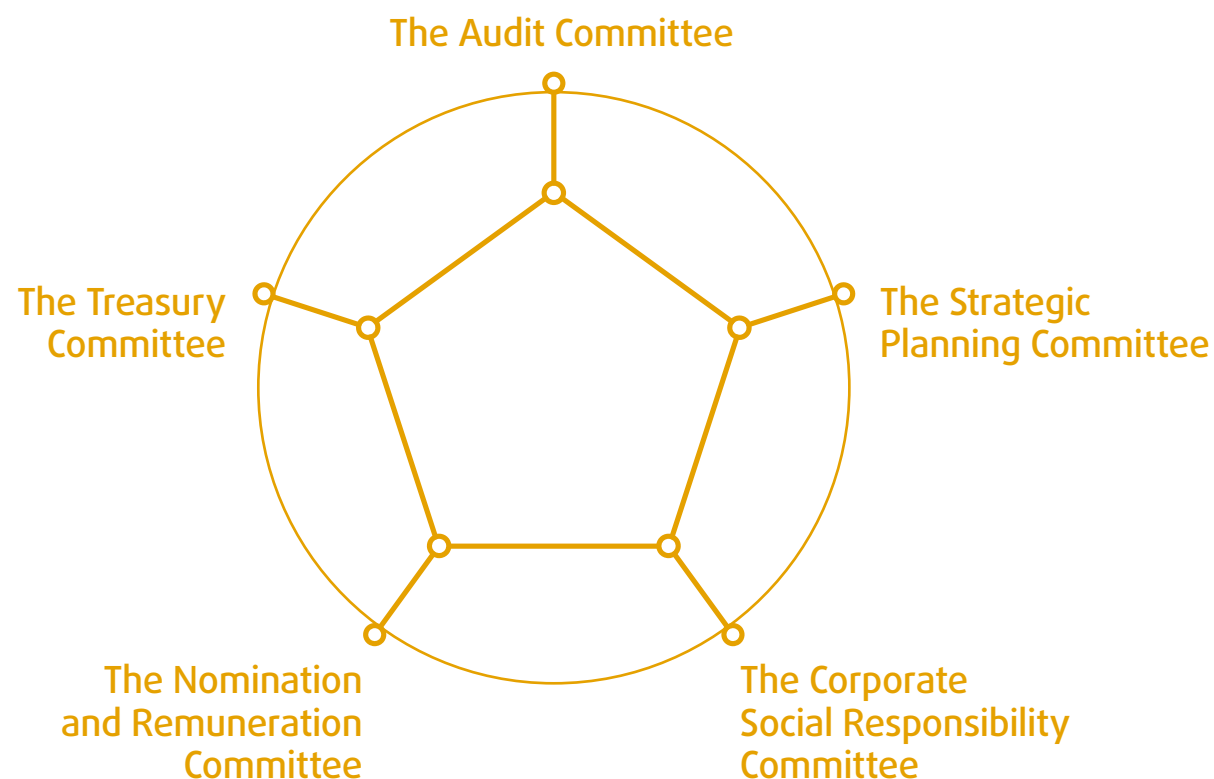 The Audit Committee
The Treasury
Committee
The Strategic
Planning Committee
The Nomination
and Remuneration
Committee
The Corporate
Social Responsibility
Committee